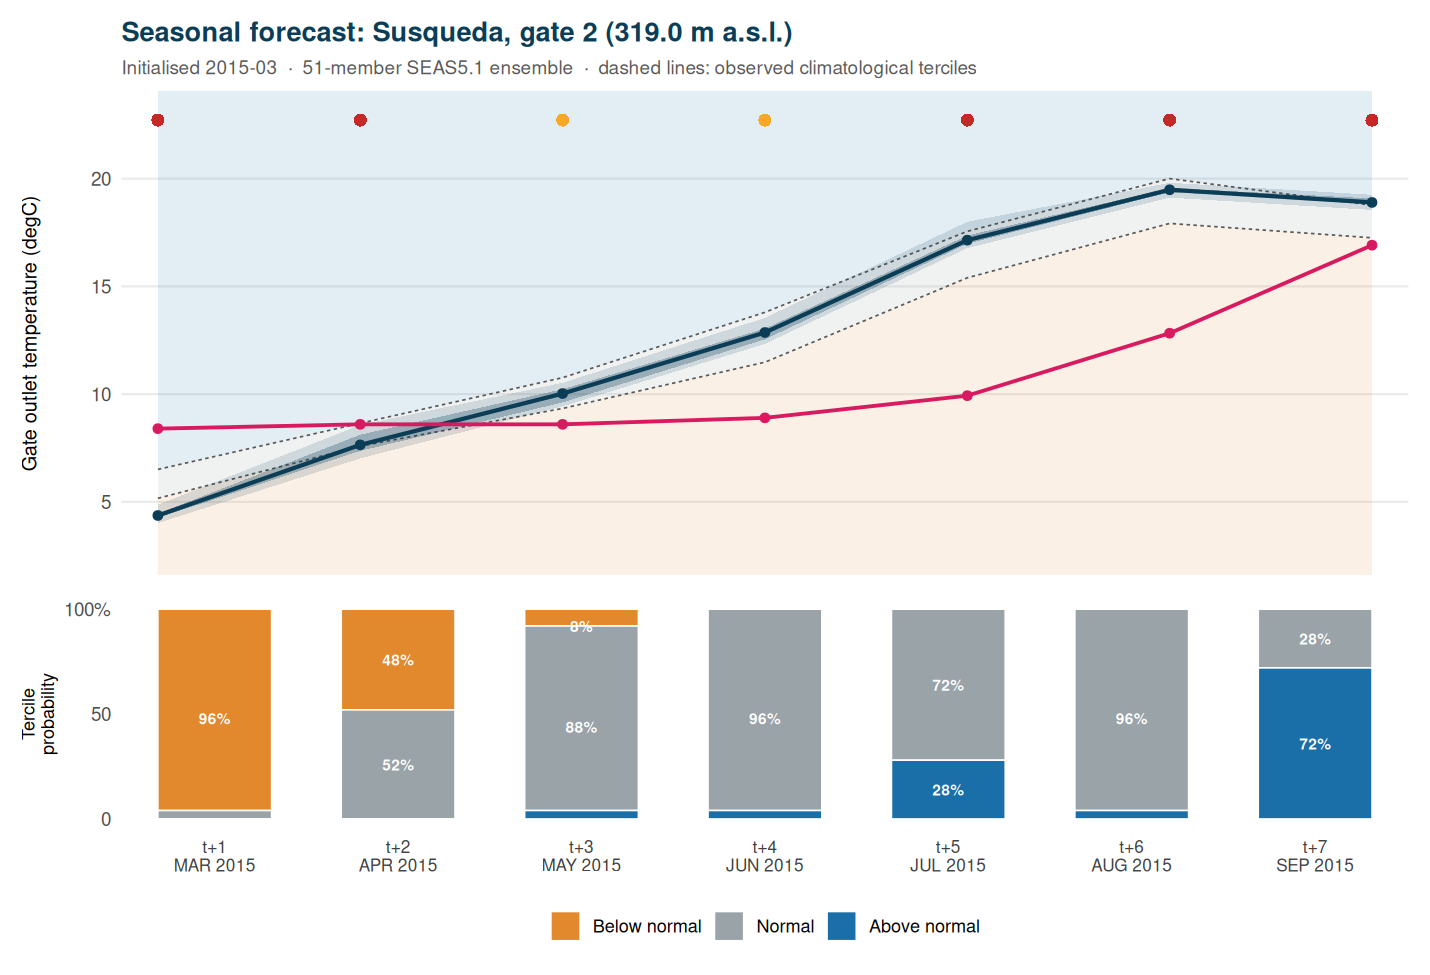 Seasonal forecast: Susqueda, gate 2 (319.0 m a.s.l.)
Initialised 2015-03 · 51-member SEAS5.1 ensemble · dashed lines: observed climatological terciles
Gate outlet temperature (degC)
20
15
10
5
Tercile
probability
100%
50
0
96%
48%
52%
8%
88%
96%
72%
28%
96%
28%
72%
t+1
MAR 2015
t+2
APR 2015
t+3
MAY 2015
t+4
JUN 2015
t+5
JUL 2015
t+6
AUG 2015
t+7
SEP 2015
Below normal
Normal
Above normal